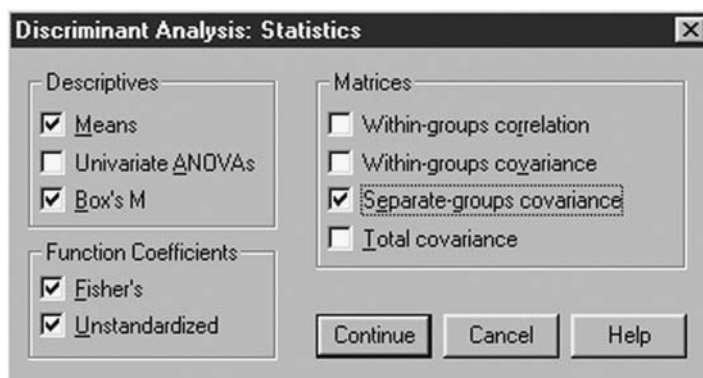 Discriminant Analysis: Statistics
Descriptives
Means
Univariate ANOVAs
Box's M
Function Coefficients
Fisher's
Unstandardized
Matrices
Within-groups correlation
Within-groups covariance
Separate-groups covariance
Total covariance
Continue
Cancel
Help